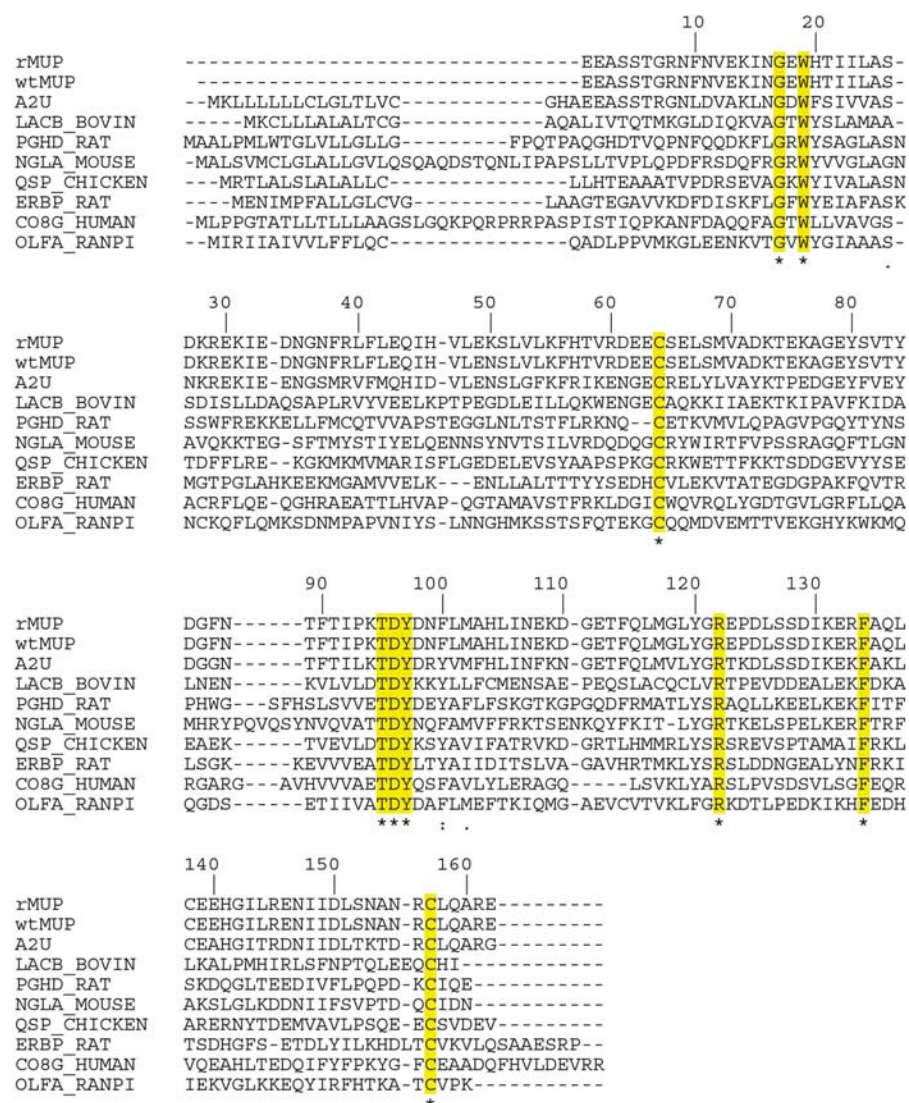 10 20
rMUP ---------------------------------EEASSTGRNFNVEKINGEWHTIILAS-
wtMUP --------------------------------EEASSTGRNFNVEKINGEWHTIILAS-
A2U --MKLLLLLLCLGLTLVC------------GHAEEASSTRGNLDVAKLNGDWFSIVVAS-
LACB_BOVIN -----MKCLLLALALTCG------------AQALIVTQTMKGLDIQKVAGTWYSLAMAA-
PGHD_RAT MAALPMLWTGLVLLGLLG---------FPQTPAQGHDTVQPNFQQDKFLGRWYSAGLASN
NGLA_MOUSE --MALSVMCLGLALLGVLQSQAQDSTQNLIPAPSLLTVPLQPDFRSDQFRGRWYVVGLAGN
QSP_CHICKEN ---MRTLALSLALALLC-------------LLHTEAAATVPDRSEVAGKWYIVALASN
ERBP_RAT ----MENIMPFALLGLCVG-----------LAAGTEGAVVKDFDISKFLGFWYEIAFASK
CO8G_HUMAN --MLPPGTATLLTLLLAAGSLGQKPQRPRRPASPISTIQPKANFDAQQFAGTWLLVAVGS-
OLFA_RANPI ----MIRIIAIVVLFFLQC-----------QADLPPVMKGLEENKVTGVWYGIAAAS-
* * .
30 40 50 60 70 80
rMUP DKREKIE-DNGNFRLFLEQIH-VLEKSLVLKFHTVRDEECSELSMVADKTEKAGEYSVTY
wtMUP DKREKIE-DNGNFRLFLEQIH-VLEKSLVLKFHTVRDEECSELSMVADKTEKAGEYSVTY
A2U NKREKIE-ENGSMRVFMQHID-VLENSLGFKFRIKENGECRELYLVAYKTPEDGEYFVEY
LACB_BOVIN SDISLLDAQSAPLRVYVEELKPTPEGDLEILLQKWENGECAQKKIIAEKTKIPAVFKIDA
PGHD_RAT SSWFREKKELLFMCQTVVAPSTEGGLNLTSTFLRKNQ--CETKVMVLQPAGVPGQYTYNS
NGLA_MOUSE AVQKKTEG-SFTMYSTIYELQENNSYNVTSILVRDQDQGCRYWIRTFVPSSRAGQFTLGN
QSP_CHICKEN TDFFLRE--KGKMKMVMARISFLGEDELEVSYAAPSPKGCRKWETTFKKTSDDGEVYYSE
ERBP_RAT MGTPGLAHKEEKMGAMVVELK---ENLLALTTTYYSEDHCVLEKVTATEGDGPAKFQVTR
CO8G_HUMAN ACRFLQE-QGHRAEATTLHVAP-QGTAMAVSTFRKLDGICWQVRQLYGDTGVLGRFLLQA
OLFA_RANPI NCKQFLQMKSDNMPAPVNIYS-LNNGHMKSSTSFQTEKGCQQMDVEMTTVEKGHYKWKMQ
*
90 100 110 120 130
rMUP DGFN------TFTIPKTDYDNFLMAHLINEKD-GETFQLMGLYGREPDLSSDIKERFAQL
wtMUP DGFN------TFTIPKTDYDNFLMAHLINEKD-GETFQLMGLYGREPDLSSDIKERFAQL
A2U DGGN------TFTILKTDYDRYVMFHLINFKN-GETFQLMVLYGRTKDLSSDIKEKFAKL
LACB_BOVIN LNEN------KVLVLDTDYKKYLLFCMENSAE-PEQSLACQCLVRTPEVDDEALEKFDKA
PGHD_RAT PHWG---SFHSLSVVETDYDEYAFLFSKGTKGPGQDFRMATLYSRAQLLKEELKEKFITF
NGLA_MOUSE MHRYPQVQSYNVQVATTDYNQFAMVFFRKTSENKQYFKIT-LYGRTKELSPELKERFTRF
QSP_CHICKEN EAEK------TVEVLDTDYKSYAVIFATRVKD-GRTLHMMRLYSRSREVSPTAMAIFRKL
ERBP_RAT LSGK------KEVVVEATDYLTYAIIDITSLVA-GAVHRTMKLYSRSLDDNGEALYNFRKI
CO8G_HUMAN RGARG---AVHVVVAETDYQSFAVLYLERAGQ-----LSVKLYARSLPVSDSVLSGFEQR
OLFA_RANPI QGDS------ETIIVATDYDAFLMEFTKIQMG-AEVCVTVKLFGRKDTLPEDKIKHFEDH
*** : . * *
140 150 160
rMUP CEEHGILRENIIDLSNAN-RCLQARE---------
wtMUP CEEHGILRENIIDLSNAN-RCLQARE---------
A2U CEAHGITRDNIIDLTKTD-RCLQARG---------
LACB_BOVIN LKALPMHIRLSFNPTQLEEQCHI------------
PGHD_RAT SKDQGLTEEDIVFLPQPD-KCIQE-----------
NGLA_MOUSE AKSLGLKDDNIIFSVPTD-QCIDN-----------
QSP_CHICKEN ARERNYTDEMVAVLPSQE-ECSVDEV---------
ERBP_RAT TSDHGFS-ETDLYILKHDLTCVKVLQSAAESRP--
CO8G_HUMAN VQEAHLTEDQIFYFPKYG-FCEAADQFHVLDEVRR
OLFA_RANPI IEKVGLKKEQYIRFHTKA-TCVPK-----------
*